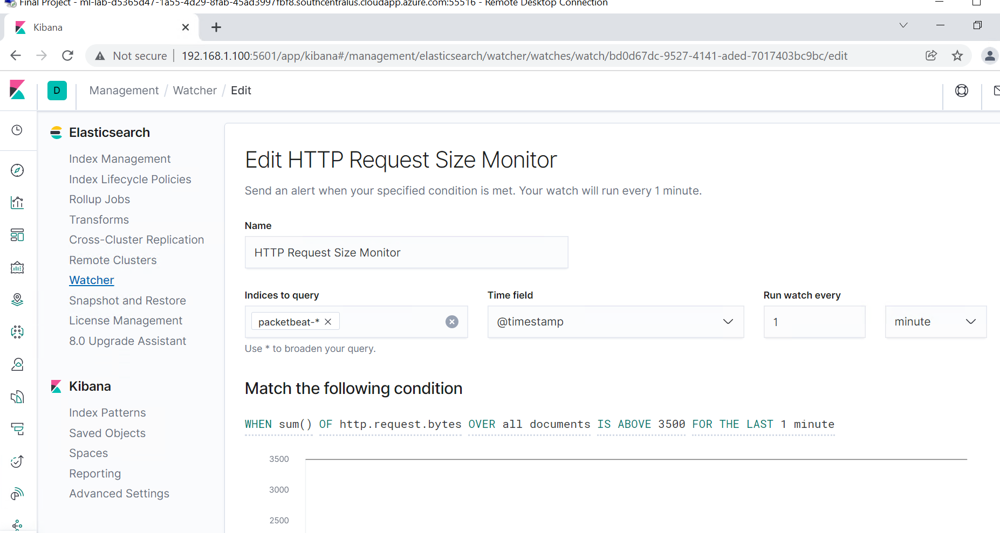 Final Project - ml-lab-d5365d47-1a55-4d29-8fab-45ad3997fbf8.southcentralus.cloudapp.azure.com:55516 - Remote Desktop Connection
Kibana
Not secure 192.168.1.100:5601/app/kibana#/management/elasticsearch/watcher/watches/watch/bd0d67dc-9527-4141-aded-7017403bc9bc/edit
D Management / Watcher / Edit
Elasticsearch
Index Management
Index Lifecycle Policies
Rollup Jobs
Transforms
Cross-Cluster Replication
Remote Clusters
Watcher
Snapshot and Restore
License Management
8.0 Upgrade Assistant
Kibana
Index Patterns
Saved Objects
Spaces
Reporting
Advanced Settings
Edit HTTP Request Size Monitor
Send an alert when your specified condition is met. Your watch will run every 1 minute.
Name
HTTP Request Size Monitor
Indices to query Time field Run watch every
packetbeat-* @timestamp 1 minute
Use * to broaden your query.
Match the following condition
WHEN sum() OF http.request.bytes OVER all documents IS ABOVE 3500 FOR THE LAST 1 minute
3500
3000
2500